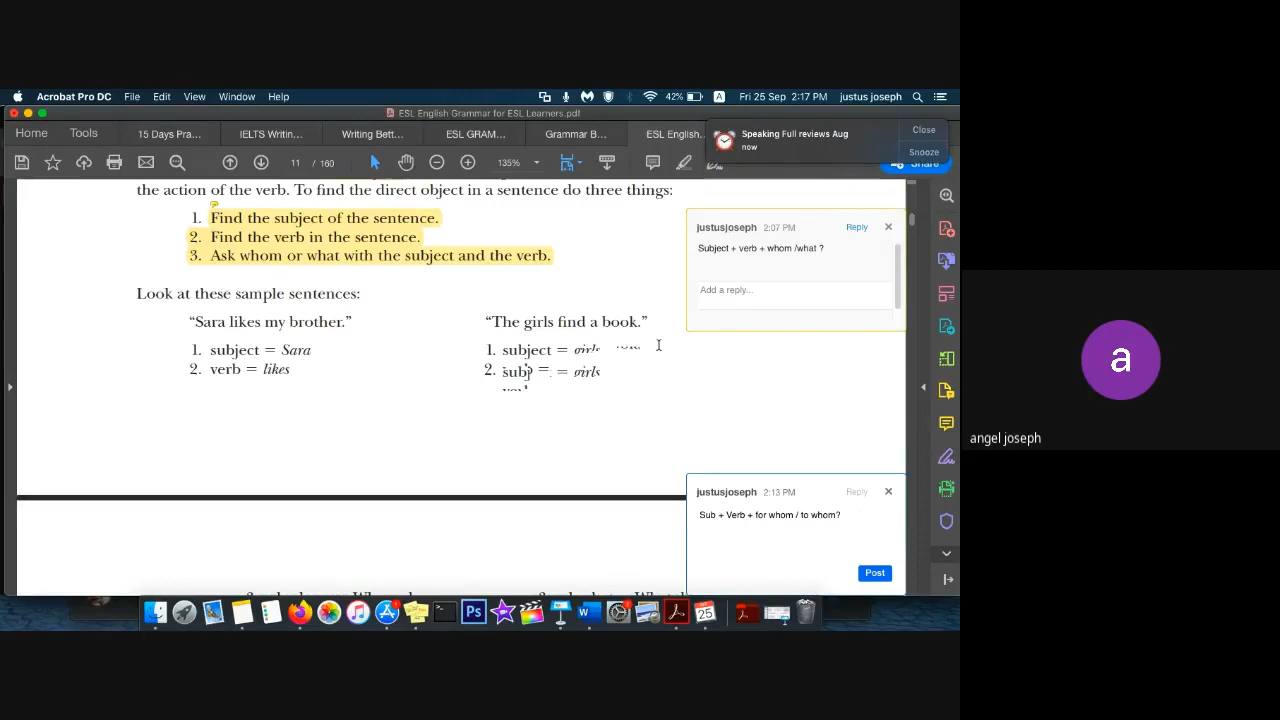 Acrobat Pro DC File Edit View Window Help 42% A Fri 25 Sep 2:17 PM justus joseph
ESL English Grammar for ESL Learners.pdf
Home Tools 15 Days Pra... IELTS Writin... Writing Bett... ESL GRAM... Grammar B... ESL English...
Speaking Full reviews Aug
now
Close
Snooze
11 / 160 135% Share
the action of the verb. To find the direct object in a sentence do three things:
1. Find the subject of the sentence.
2. Find the verb in the sentence.
3. Ask whom or what with the subject and the verb.
Look at these sample sentences:
"Sara likes my brother."
1. subject = Sara
2. verb = likes
"The girls find a book."
1. subject = girls
2.
subj = girls
justusjoseph 2:07 PM Reply
Subject + verb + whom /what ?
Add a reply...
justusjoseph 2:13 PM Reply
Sub + Verb + for whom / to whom?
Post
a
angel joseph
Ps W 25